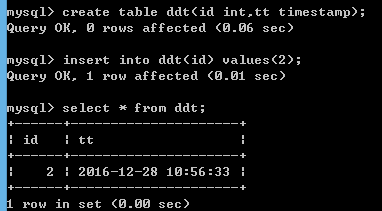 mysql> create table ddt(id int,tt timestamp);
Query OK, 0 rows affected (0.06 sec)
mysql> insert into ddt(id) values(2);
Query OK, 1 row affected (0.01 sec)
mysql> select * from ddt;
+------+---------------------+
| id   | tt                  |
+------+---------------------+
|    2 | 2016-12-28 10:56:33 |
+------+---------------------+
1 row in set (0.00 sec)